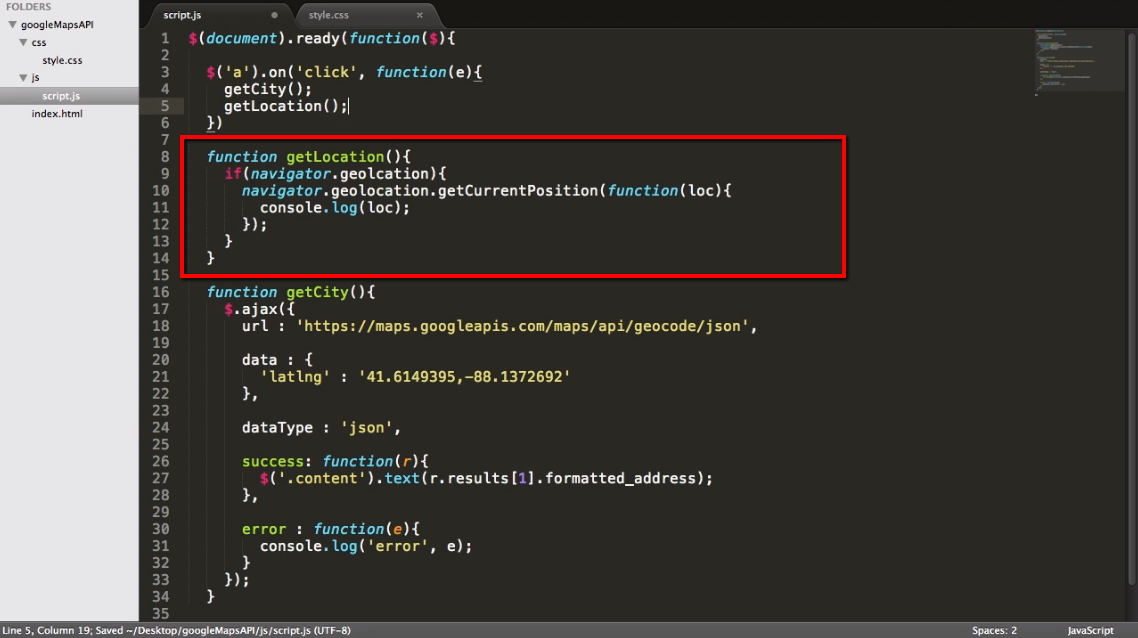 FOLDERS
googleMapsAPI
css
style.css
js
script.js
index.html
script.js
style.css
1 $(document).ready(function($){
2
3 $('a').on('click', function(e){
4 getCity();
5 getLocation();
6 })
7
8 function getLocation(){
9 if(navigator.geolcation){
10 navigator.geolocation.getCurrentPosition(function(loc){
11 console.log(loc);
12 });
13 }
14 }
15
16 function getCity(){
17 $.ajax({
18 url : 'https://maps.googleapis.com/maps/api/geocode/json',
19
20 data : {
21 'latlng' : '41.6149395,-88.1372692'
22 },
23
24 dataType : 'json',
25
26 success: function(r){
27 $('.content').text(r.results[1].formatted_address);
28 },
29
30 error : function(e){
31 console.log('error', e);
32 }
33 });
34 }
35
Line 5, Column 19; Saved ~/Desktop/googleMapsAPI/js/script.js (UTF-8)
Spaces: 2
JavaScript